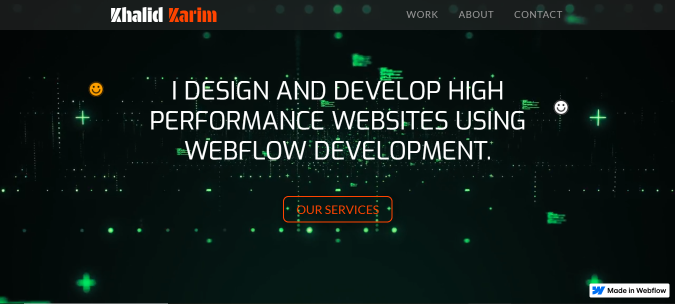 Khalid Karim
WORK ABOUT CONTACT
I DESIGN AND DEVELOP HIGH
PERFORMANCE WEBSITES USING
WEBFLOW DEVELOPMENT.
OUR SERVICES
Made in Webflow